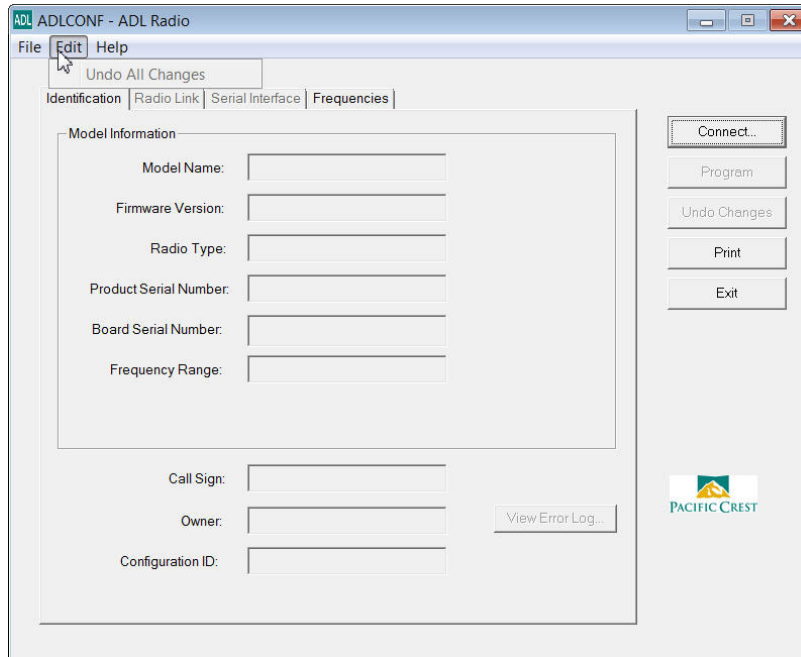 ADL ADLCONF - ADL Radio
File Edit Help
Undo All Changes
Identification Radio Link Serial Interface Frequencies
Model Information
Model Name:
Firmware Version:
Radio Type:
Product Serial Number:
Board Serial Number:
Frequency Range:
Call Sign:
Owner:
View Error Log...
Configuration ID:
Connect...
Program
Undo Changes
Print
Exit
PACIFIC CREST